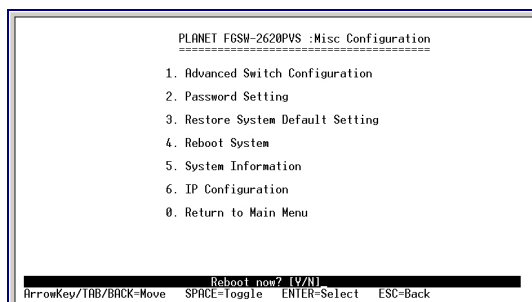 PLANET FGSW-2620PVS :Misc Configuration
=======================================
1. Advanced Switch Configuration
2. Password Setting
3. Restore System Default Setting
4. Reboot System
5. System Information
6. IP Configuration
0. Return to Main Menu
Reboot now? [Y/N]_
ArrowKey/TAB/BACK=Move SPACE=Toggle ENTER=Select ESC=Back